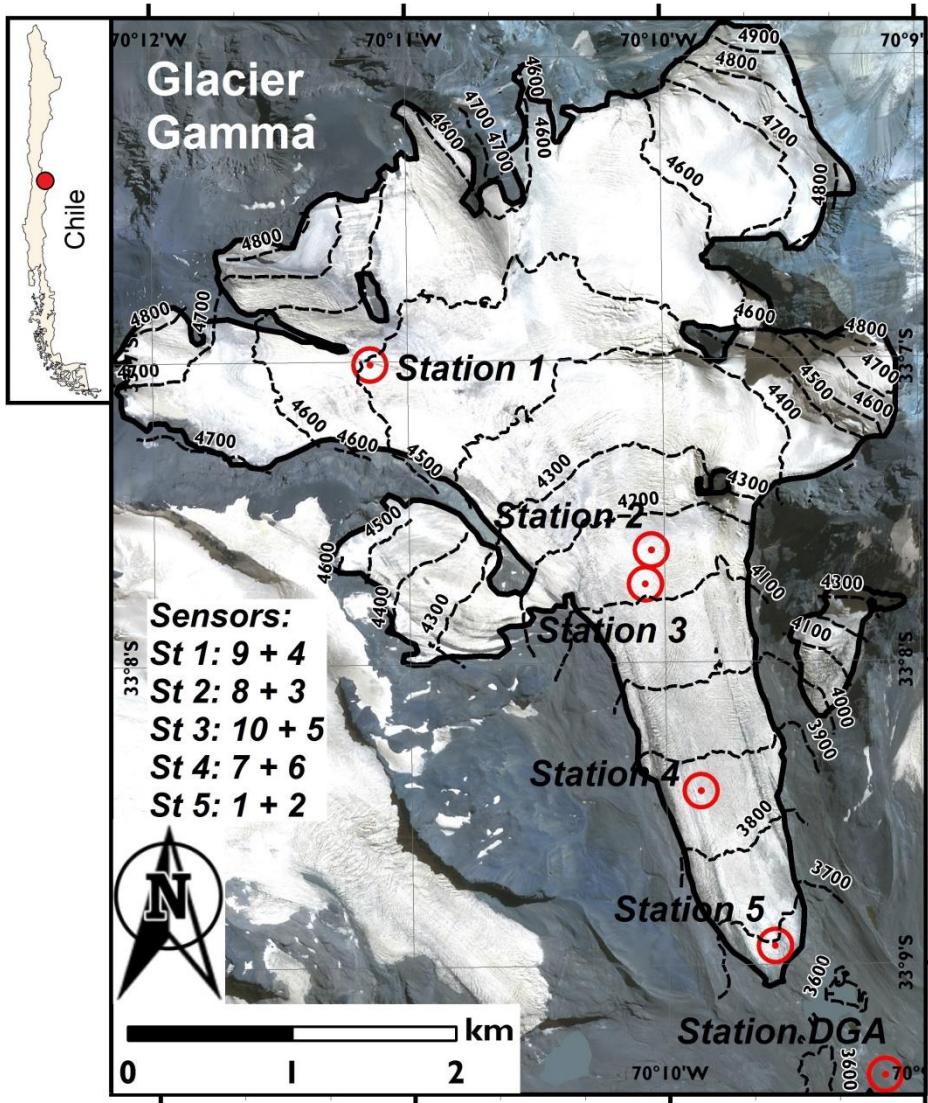 70°12'W
70°11'W
70°10'W
70°9'
Glacier
Gamma
Chile
4900
4800
4600
4700
4600
4700
4700
4600
4600
4800
4800
4800
4700
4600
4800
4700
33°7'S
Station 1
4700
4500
4600
4400
4600
4700
4600
4500
4300
4300
4200
Station 2
4500
4600
4100
4300
4400
4300
Station 3
4100
4000
33°8'S
33°8'S
Sensors:
St 1: 9 + 4
St 2: 8 + 3
St 3: 10 + 5
St 4: 7 + 6
St 5: 1 + 2
3900
Station 4
3800
3700
Station 5
N
33°9'S
3600
km
Station DGA
0 1 2
70°10'W
3600
70°